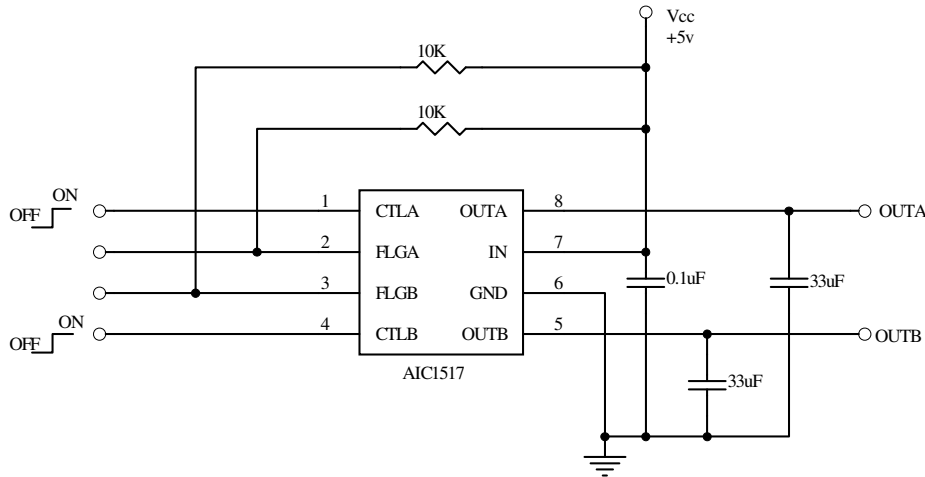 Vcc
+5v
10K
10K
ON
OFF
1
CTLA
OUTA
8
OUTA
2
FLGA
IN
7
3
FLGB
GND
6
0.1uF
33uF
ON
OFF
4
CTLB
OUTB
5
OUTB
AIC1517
33uF